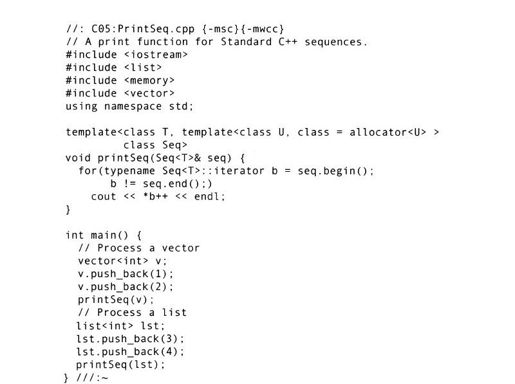 //: C05:PrintSeq.cpp {-msc}{-mwcc}
// A print function for Standard C++ sequences.
#include <iostream>
#include <list>
#include <memory>
#include <vector>
using namespace std;

template<class T, template<class U, class = allocator<U> >
         class Seq>
void printSeq(Seq<T>& seq) {
  for(typename Seq<T>::iterator b = seq.begin();
       b != seq.end();)
    cout << *b++ << endl;
}

int main() {
  // Process a vector
  vector<int> v;
  v.push_back(1);
  v.push_back(2);
  printSeq(v);
  // Process a list
  list<int> lst;
  lst.push_back(3);
  lst.push_back(4);
  printSeq(lst);
} ///:~